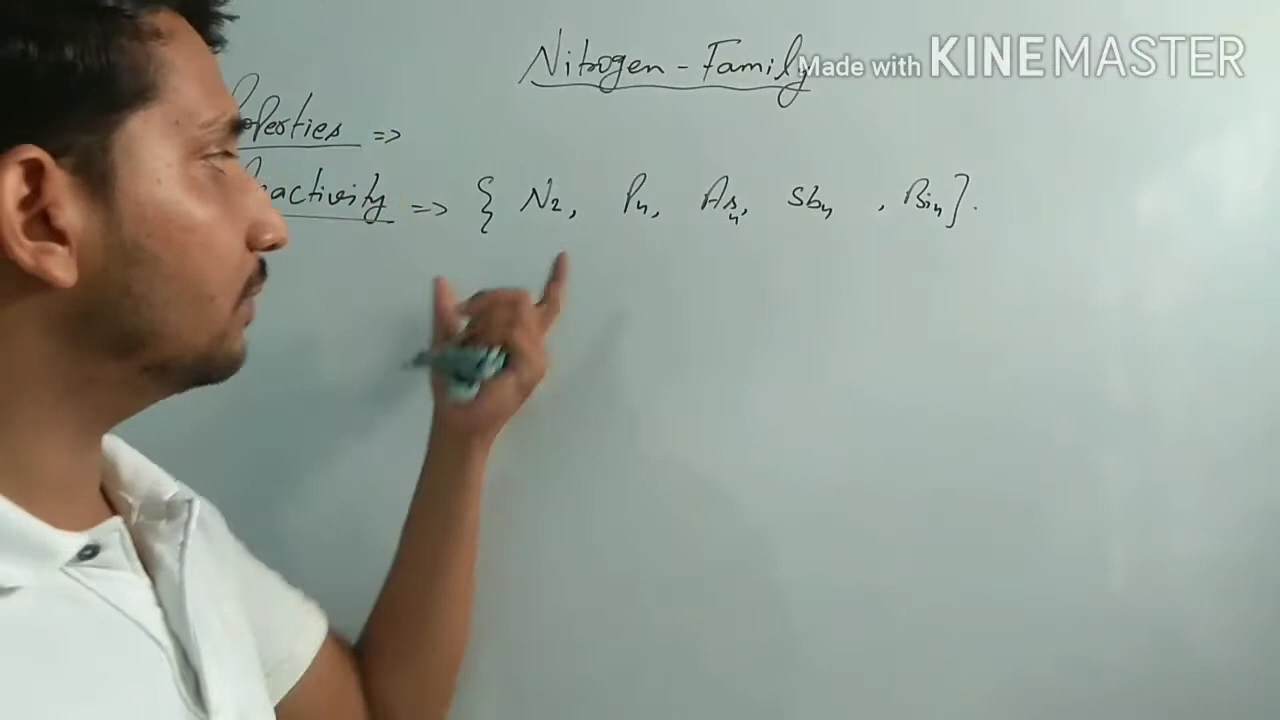 Nitrogen - Family
Made with KINEMASTER
Properties =>
Reactivity => { N2, P4, As4, Sb4 , Bi4}.